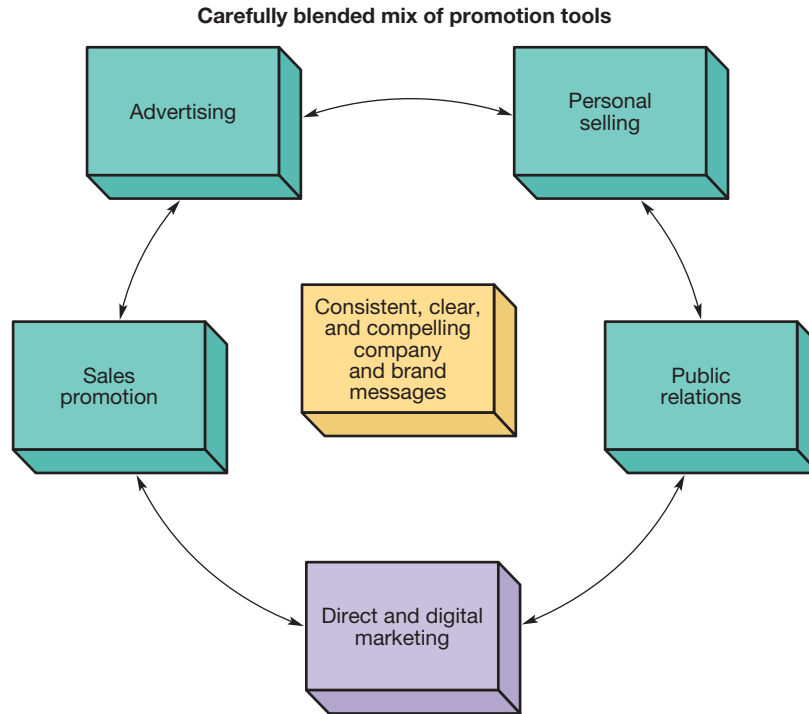 Carefully blended mix of promotion tools
Advertising
Personal
selling
Consistent, clear,
and compelling
company
and brand
messages
Sales
promotion
Public
relations
Direct and digital
marketing